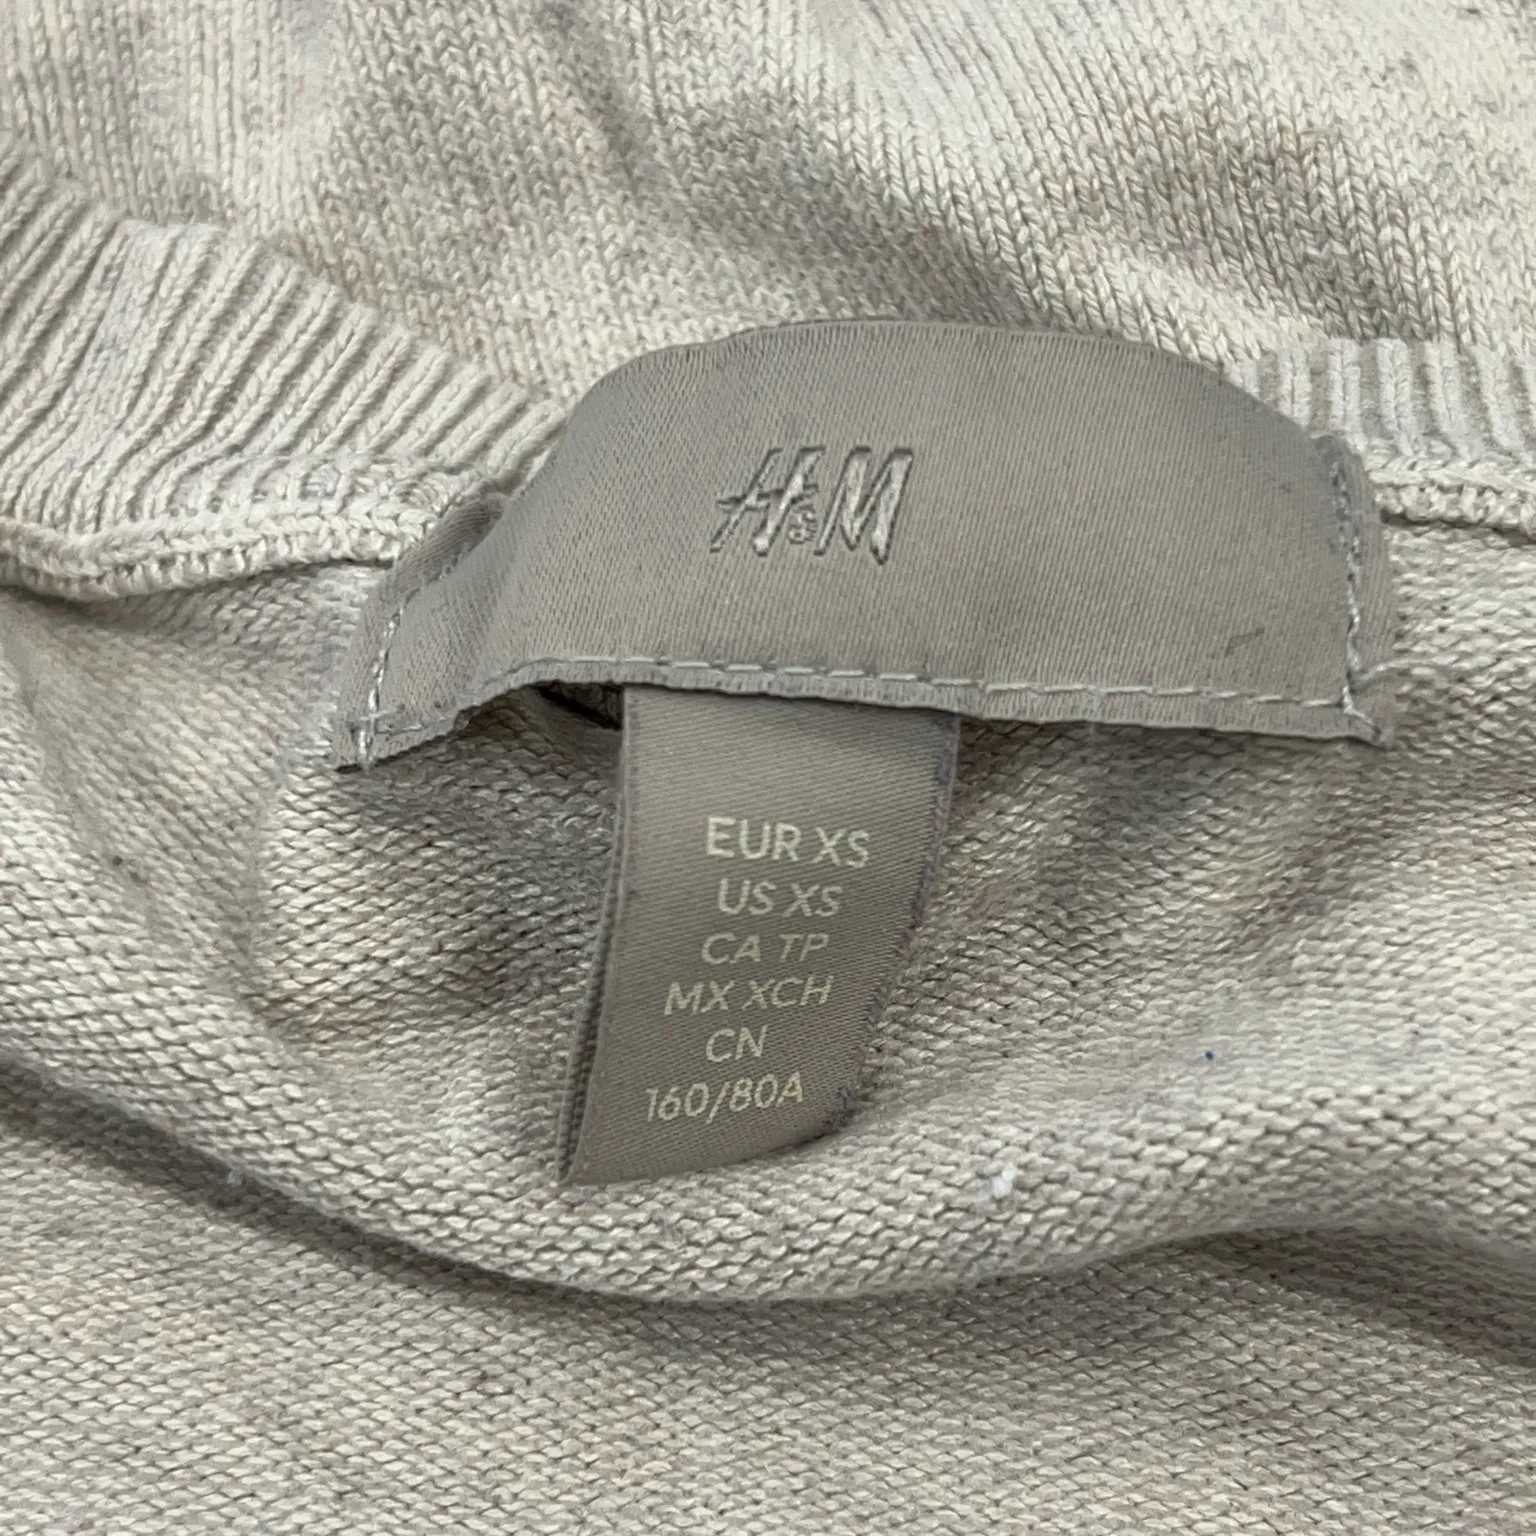 H&M
EUR XS
US XS
CA TP
MX XCH
CN
160/80A